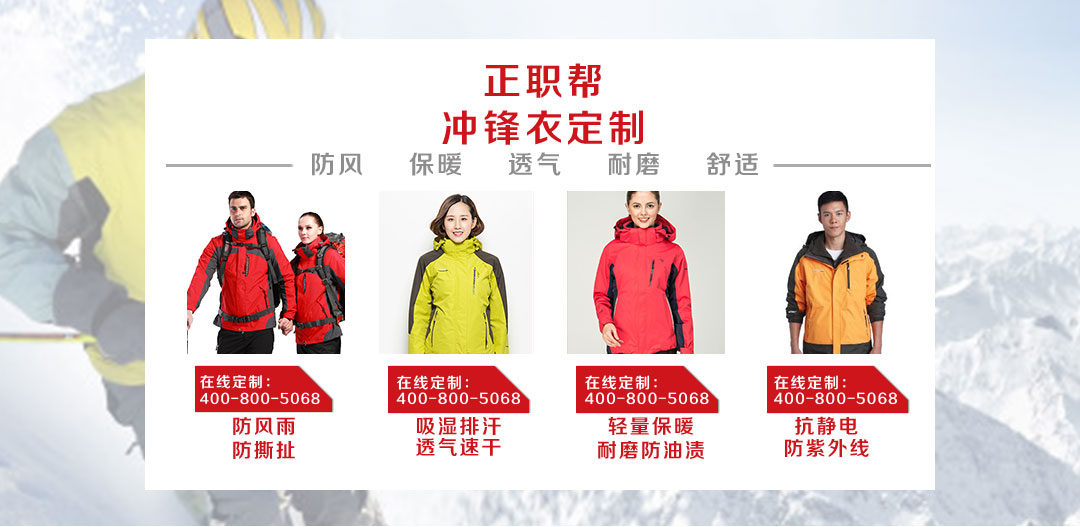 正职帮
冲锋衣定制
防风 保暖 透气 耐磨 舒适
在线定制：
400-800-5068
防风雨
防撕扯
在线定制：
400-800-5068
吸湿排汗
透气速干
在线定制：
400-800-5068
轻量保暖
耐磨防油渍
在线定制：
400-800-5068
抗静电
防紫外线